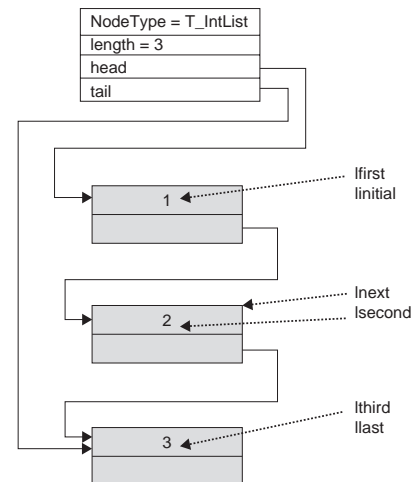 NodeType = T_IntList
length = 3
head
tail
1
lfirst
linitial
2
lnext
lsecond
3
lthird
llast